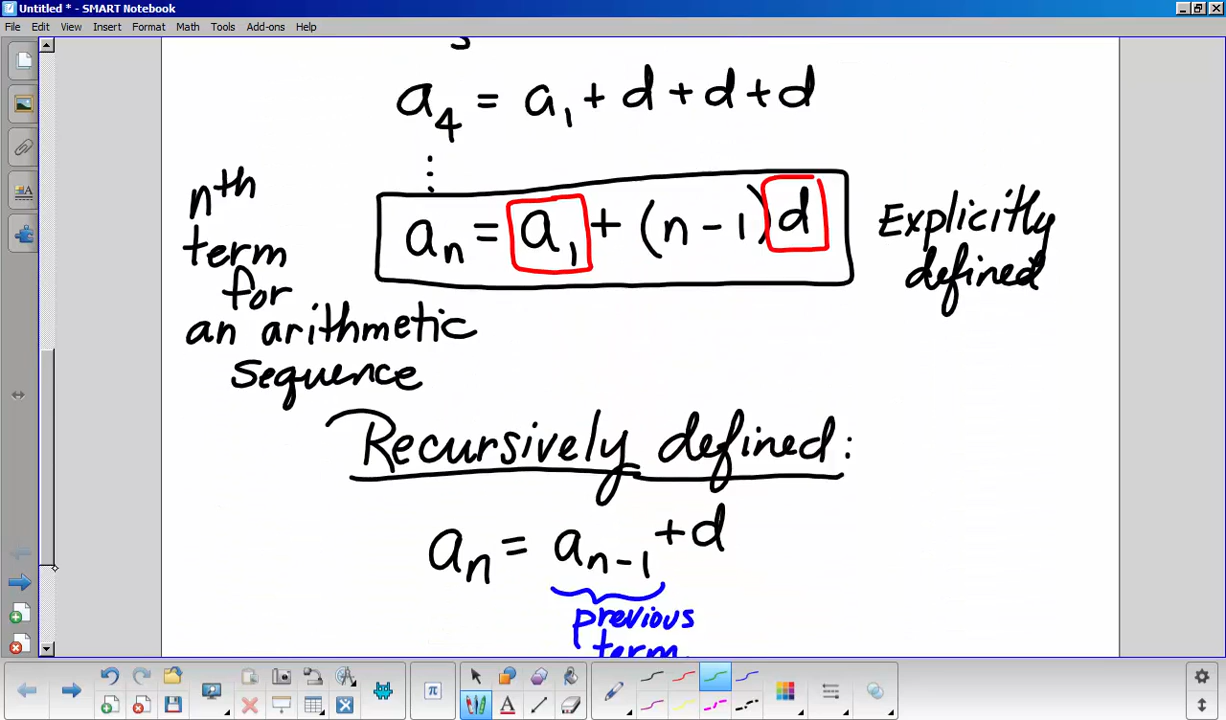 Untitled * - SMART Notebook
File Edit View Insert Format Math Tools Add-ons Help
a₄ = a₁ + d + d + d
⋮
nth
term
for
an arithmetic
sequence
aₙ = a₁ + (n-1)d
Explicitly
defined
Recursively defined:
aₙ = aₙ₋₁ + d
previous
term